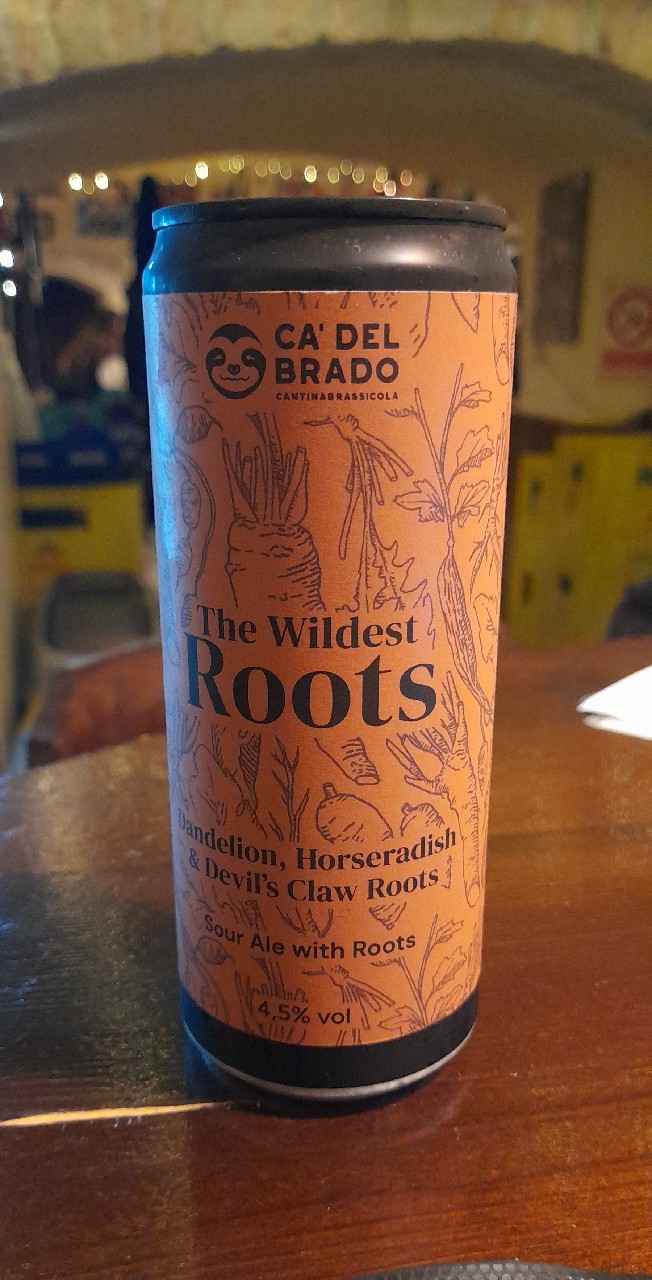 CA' DEL
BRADO
CANTINABRASSICOLA
The Wildest
Roots
Dandelion, Horseradish
& Devil's Claw Roots
Sour Ale with Roots
4,5% vol